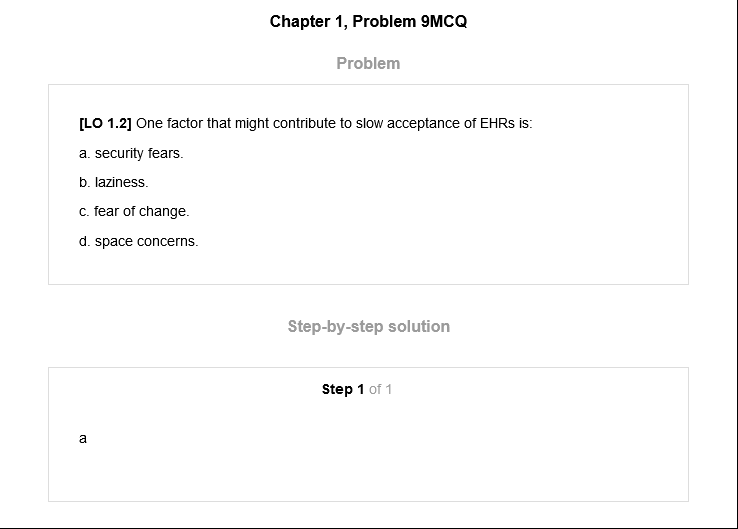 Chapter 1, Problem 9MCQ
Problem
[LO 1.2] One factor that might contribute to slow acceptance of EHRs is:
a. security fears.
b. laziness.
c. fear of change.
d. space concerns.
Step-by-step solution
Step 1 of 1
a